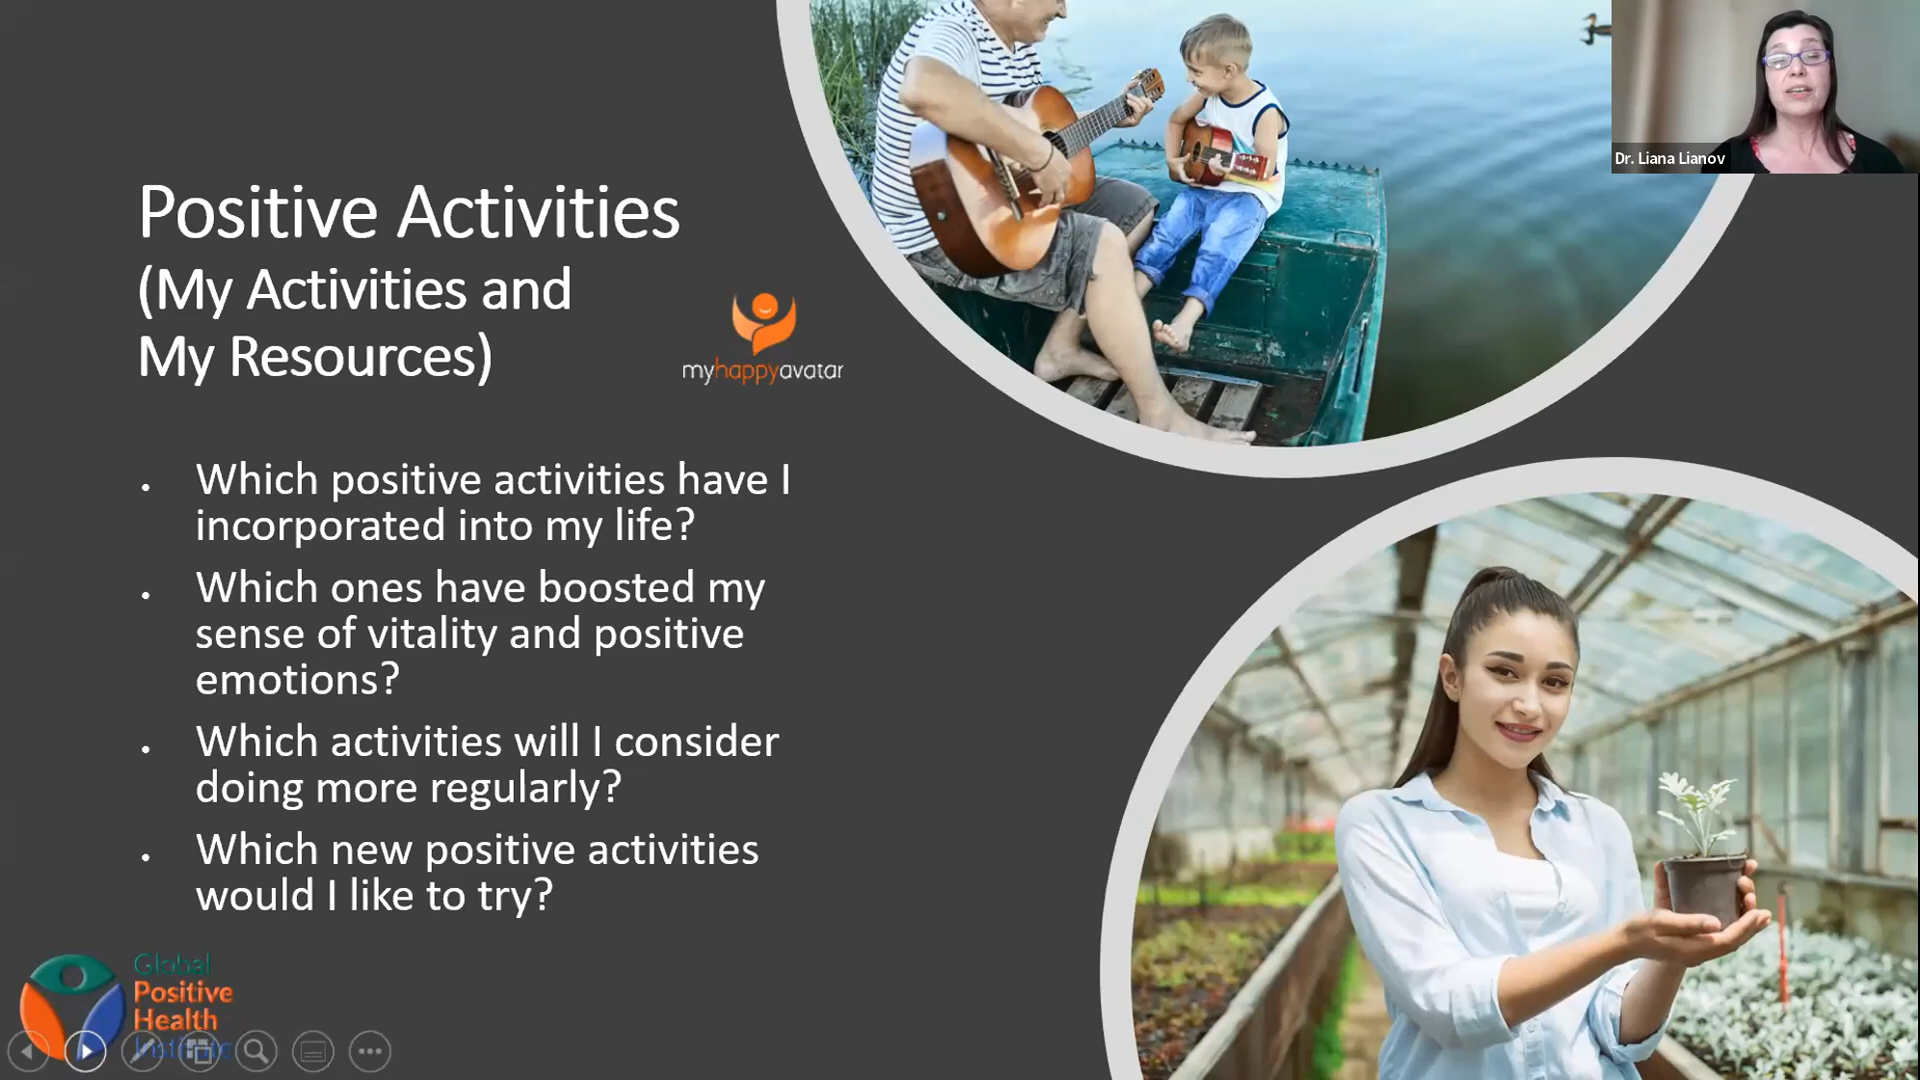 Dr. Liana Lianov
Positive Activities
(My Activities and
My Resources)
myhappyavatar
• Which positive activities have I
incorporated into my life?
• Which ones have boosted my
sense of vitality and positive
emotions?
• Which activities will I consider
doing more regularly?
• Which new positive activities
would I like to try?
Global
Positive
Health
Institute